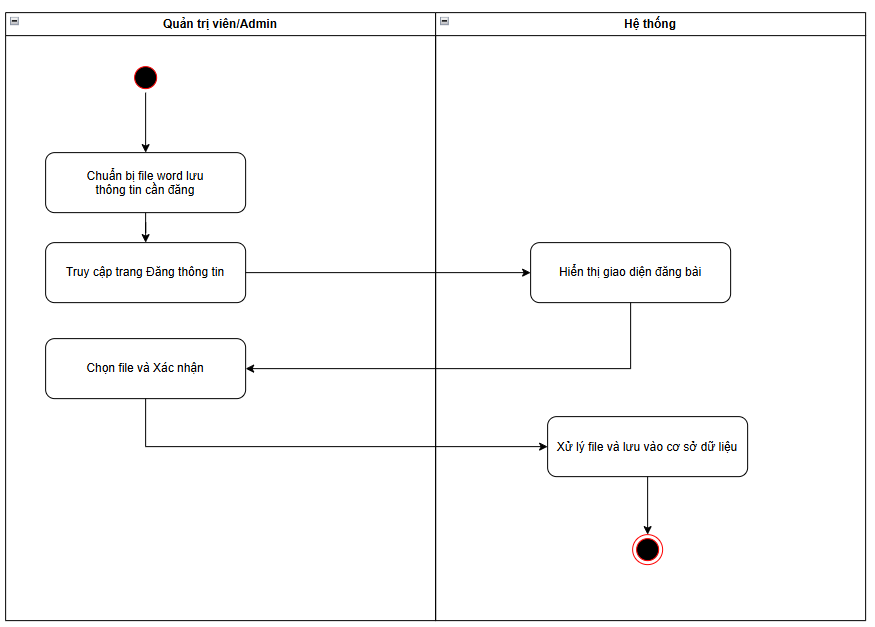 Quản trị viên/Admin
Hệ thống
Chuẩn bị file word lưu
thông tin cần đăng
Truy cập trang Đăng thông tin
Hiển thị giao diện đăng bài
Chọn file và Xác nhận
Xử lý file và lưu vào cơ sở dữ liệu